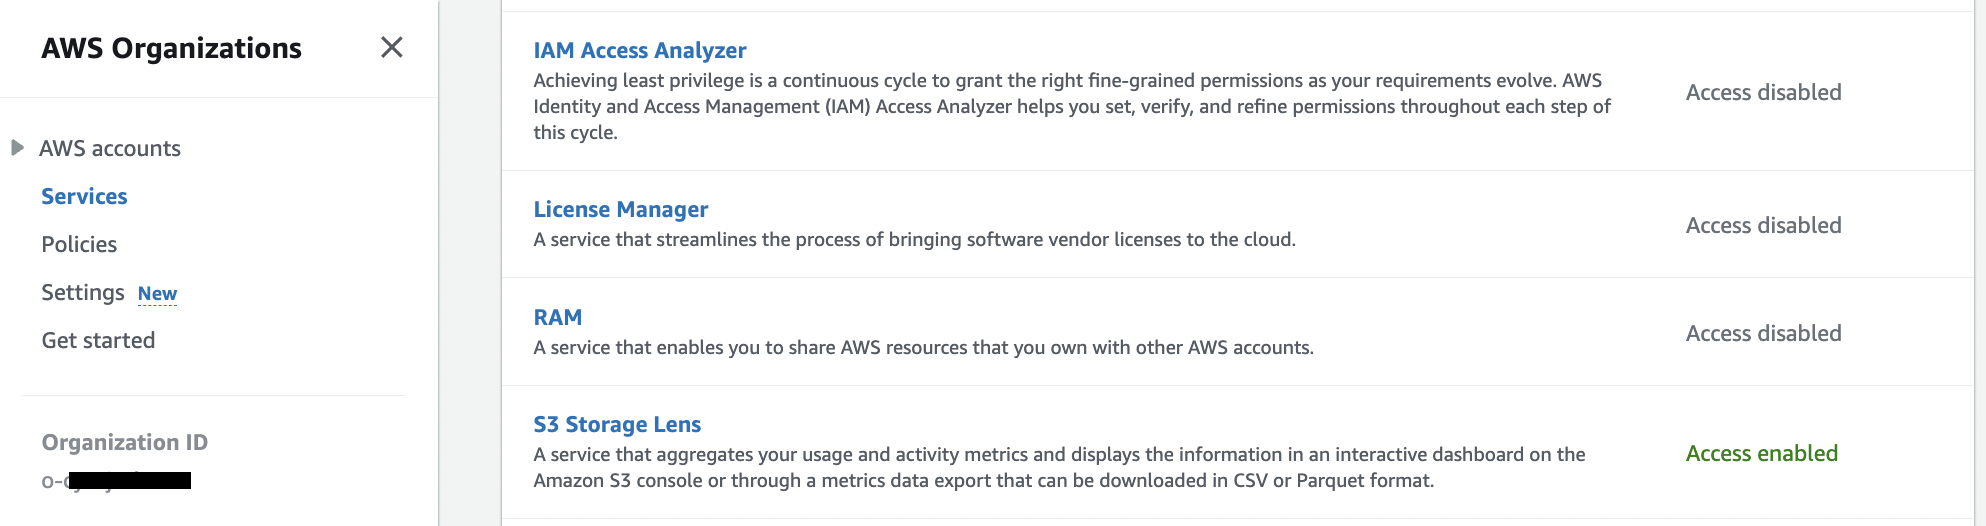 AWS Organizations
AWS accounts
Services
Policies
Settings New
Get started
Organization ID
IAM Access Analyzer
Achieving least privilege is a continuous cycle to grant the right fine-grained permissions as your requirements evolve. AWS
Identity and Access Management (IAM) Access Analyzer helps you set, verify, and refine permissions throughout each step of
this cycle.
Access disabled
License Manager
A service that streamlines the process of bringing software vendor licenses to the cloud.
Access disabled
RAM
A service that enables you to share AWS resources that you own with other AWS accounts.
Access disabled
S3 Storage Lens
A service that aggregates your usage and activity metrics and displays the information in an interactive dashboard on the
Amazon S3 console or through a metrics data export that can be downloaded in CSV or Parquet format.
Access enabled